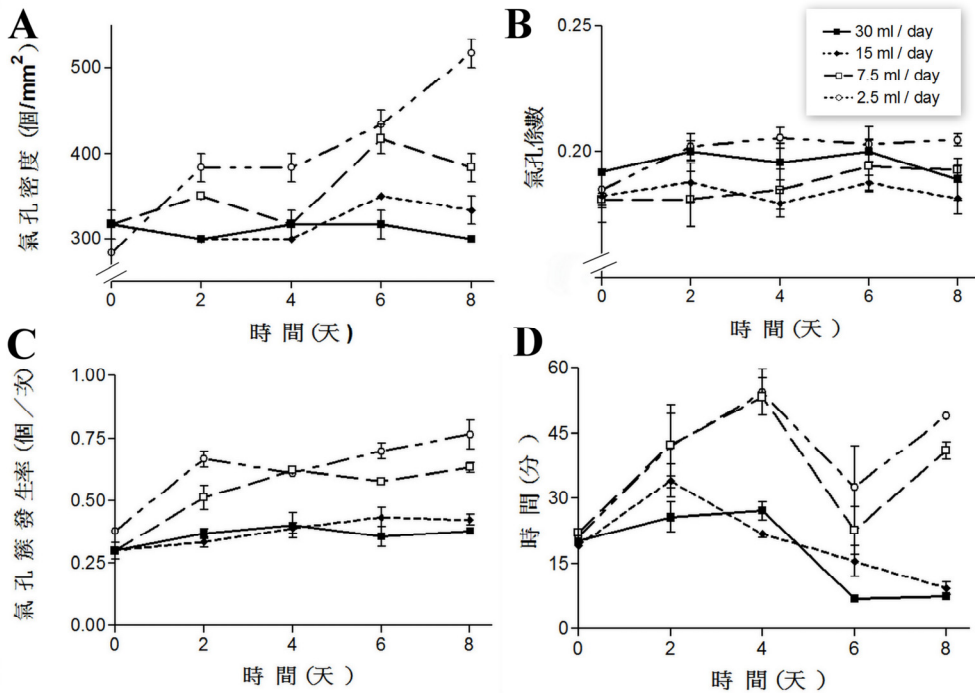 A
氣孔密度 (個/mm²)
500
400
300
0 2 4 6 8
時 間 (天)
B
0.25
0.20
氣孔係數
0 2 4 6 8
時 間 (天)
30 ml / day
15 ml / day
7.5 ml / day
2.5 ml / day
C
氣 孔 簇 發 生 率 (個 ／ 次)
1.00
0.75
0.50
0.25
0.00
0 2 4 6 8
時 間 (天)
D
時 間 (分)
60
45
30
15
0
0 2 4 6 8
時 間 (天)